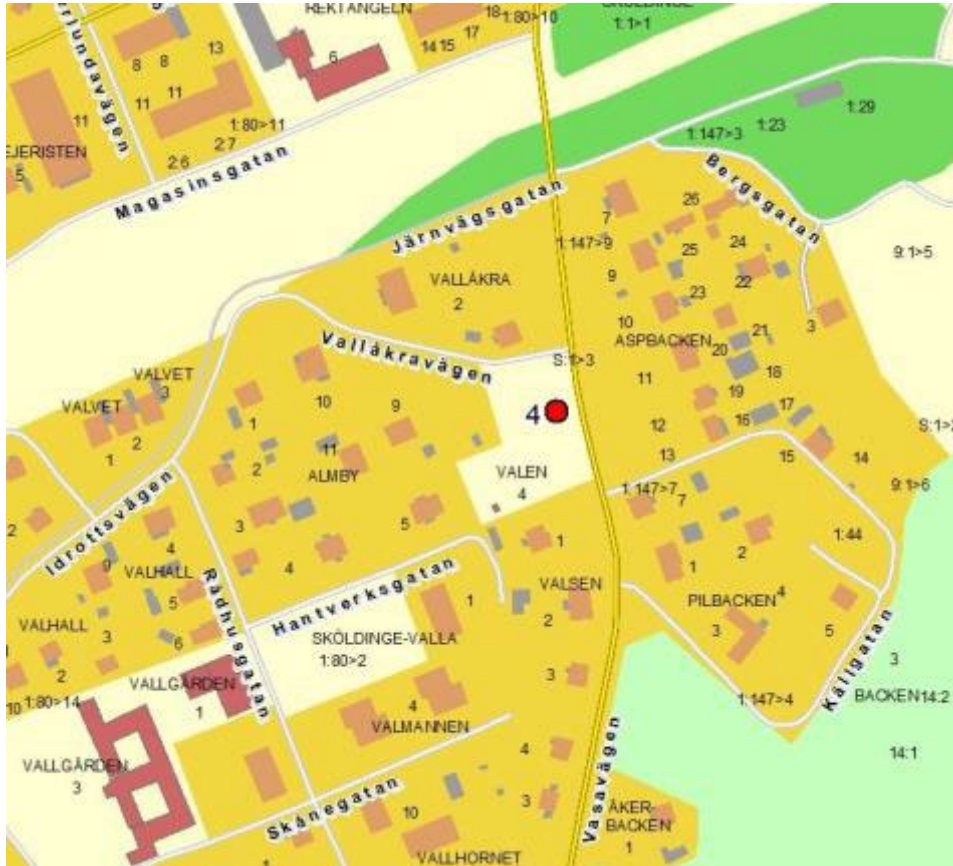 REKTANGELN
18
1:80>10
SKÖLDINGE
1:1>1
13
8
8
6
14
15
17
11
11
11
1:80>11
2:7
2:6
EJERISTEN
5
Magasinsgatan
1:29
1:23
1:147>3
Bergsgatan
Järnvägsgatan
7
26
1:147>9
25
24
9:1>5
VALLÅKRA
2
9
23
22
10
3
Vallåkravägen
S:1>3
ASPBACKEN
20
21
VALVET
3
11
18
VALVET
10
9
4
19
1
12
16
17
2
11
13
1
2
ALMBY
VALEN
4
15
14
1:147>7
7
9:1>6
Idrottsvägen
2
3
5
4
1
1:44
9
VALHALL
4
2
1
Rådhusgatan
Hantverksgatan
VALSEN
5
1
2
PILBACKEN
4
VALHALL
3
6
SKÖLDINGE-VALLA
1:80>2
3
5
2
3
3
10
1:80>14
VALLGÅRDEN
1
1:147>4
Källgatan
BACKEN
14:2
4
VALMANNEN
4
14:1
VALLGÅRDEN
3
Vasavägen
3
Skånegatan
10
ÅKER-
BACKEN
1
VALLHORNET